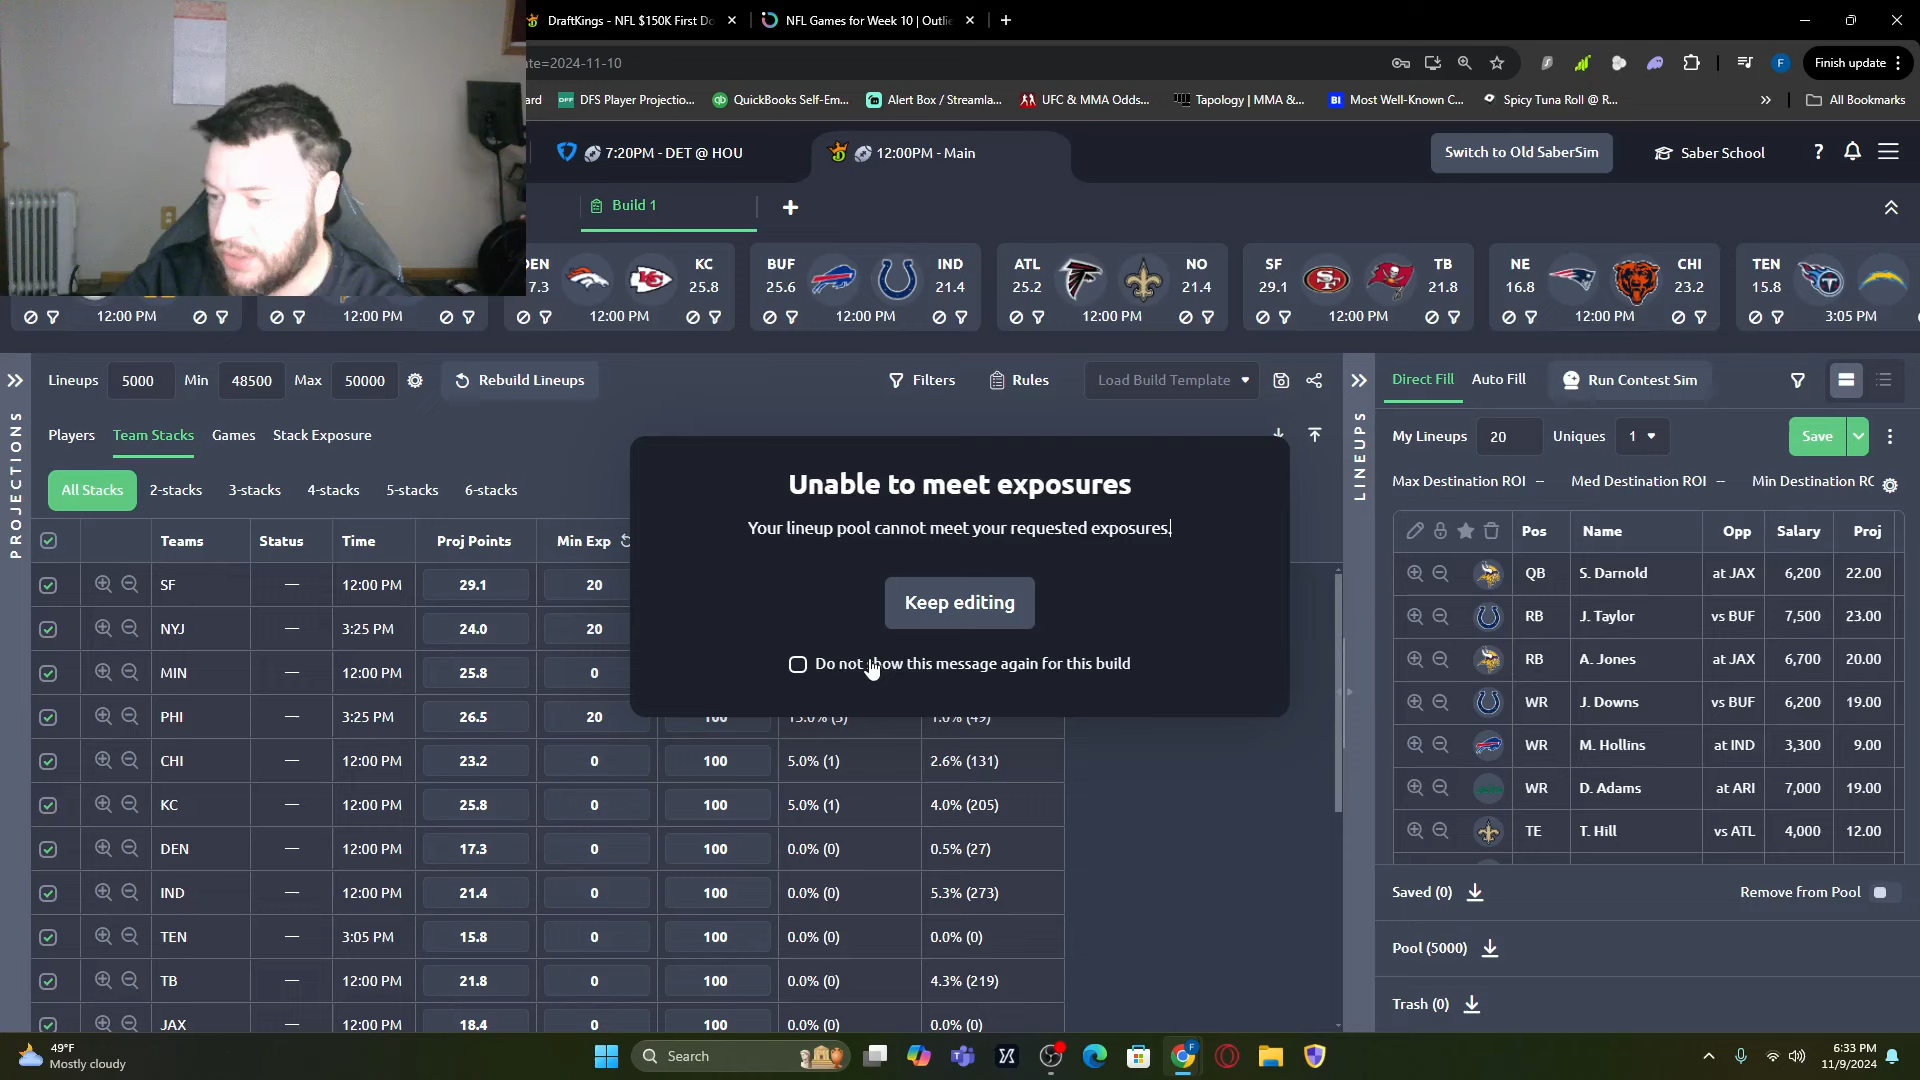 DraftKings - NFL $150K First Do
NFL Games for Week 10 | Outlie
ate=2024-11-10
Finish update
ard
DFS Player Projectio...
QuickBooks Self-Em...
Alert Box / Streamla...
UFC & MMA Odds...
Tapology | MMA &...
Most Well-Known C...
Spicy Tuna Roll @ R...
All Bookmarks
7:20PM - DET @ HOU
12:00PM - Main
Switch to Old SaberSim
Saber School
?
Build 1
DEN KC
7.3 25.8
12:00 PM
BUF IND
25.6 21.4
12:00 PM
ATL NO
25.2 21.4
12:00 PM
SF TB
29.1 21.8
12:00 PM
NE CHI
16.8 23.2
12:00 PM
TEN
15.8
3:05 PM
12:00 PM
12:00 PM
PROJECTIONS
Lineups 5000 Min 48500 Max 50000 Rebuild Lineups Filters Rules Load Build Template
Players Team Stacks Games Stack Exposure
All Stacks 2-stacks 3-stacks 4-stacks 5-stacks 6-stacks
Teams Status Time Proj Points Min Exp
SF — 12:00 PM 29.1 20
NYJ — 3:25 PM 24.0 20
MIN — 12:00 PM 25.8 0
PHI — 3:25 PM 26.5 20 100 15.0% (3) 1.0% (49)
CHI — 12:00 PM 23.2 0 100 5.0% (1) 2.6% (131)
KC — 12:00 PM 25.8 0 100 5.0% (1) 4.0% (205)
DEN — 12:00 PM 17.3 0 100 0.0% (0) 0.5% (27)
IND — 12:00 PM 21.4 0 100 0.0% (0) 5.3% (273)
TEN — 3:05 PM 15.8 0 100 0.0% (0) 0.0% (0)
TB — 12:00 PM 21.8 0 100 0.0% (0) 4.3% (219)
JAX — 12:00 PM 18.4 0 100 0.0% (0) 0.0% (0)
Unable to meet exposures
Your lineup pool cannot meet your requested exposures.
Keep editing
Do not show this message again for this build
LINEUPS
Direct Fill Auto Fill Run Contest Sim
My Lineups 20 Uniques 1 Save
Max Destination ROI – Med Destination ROI – Min Destination RO
Pos Name Opp Salary Proj
QB S. Darnold at JAX 6,200 22.00
RB J. Taylor vs BUF 7,500 23.00
RB A. Jones at JAX 6,700 20.00
WR J. Downs vs BUF 6,200 19.00
WR M. Hollins at IND 3,300 9.00
WR D. Adams at ARI 7,000 19.00
TE T. Hill vs ATL 4,000 12.00
Saved (0) Remove from Pool
Pool (5000)
Trash (0)
49°F
Mostly cloudy
Search
6:33 PM
11/9/2024